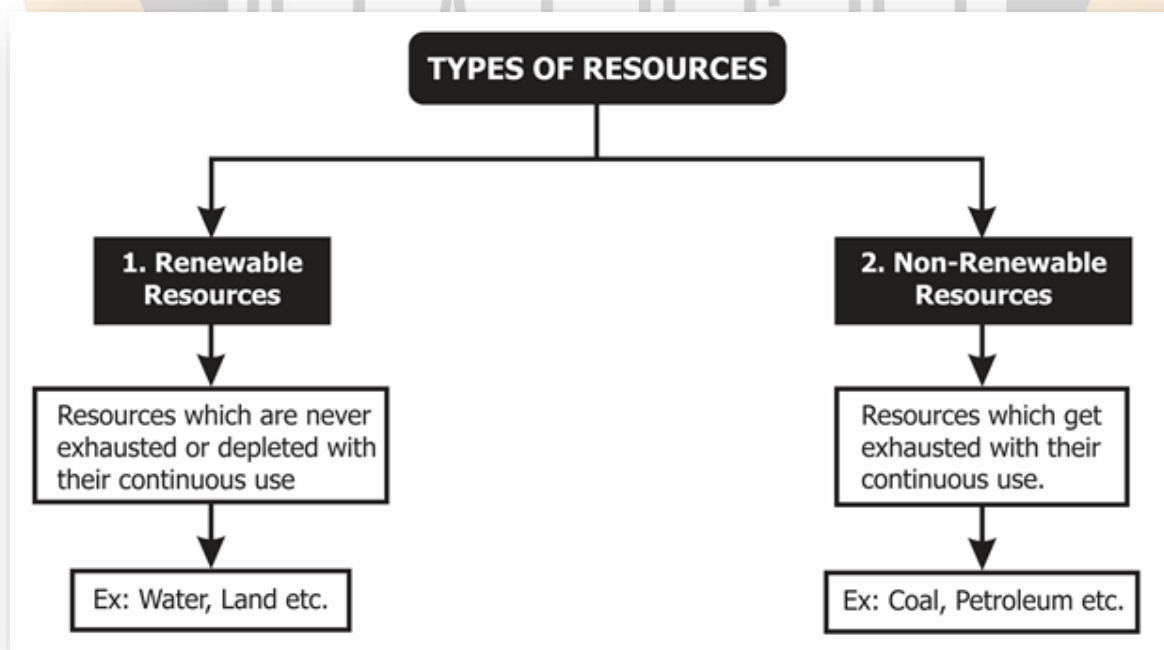 TYPES OF RESOURCES
1. Renewable
Resources
2. Non-Renewable
Resources
Resources which are never
exhausted or depleted with
their continuous use
Resources which get
exhausted with their
continuous use.
Ex: Water, Land etc.
Ex: Coal, Petroleum etc.